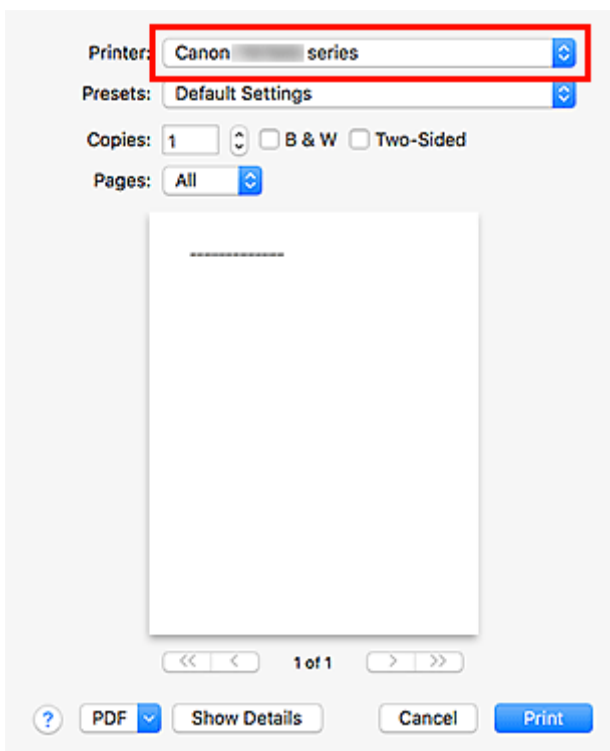 Printer: Canon series
Presets: Default Settings
Copies: 1 B & W Two-Sided
Pages: All
-------------
<< < 1 of 1 > >>
? PDF Show Details Cancel Print